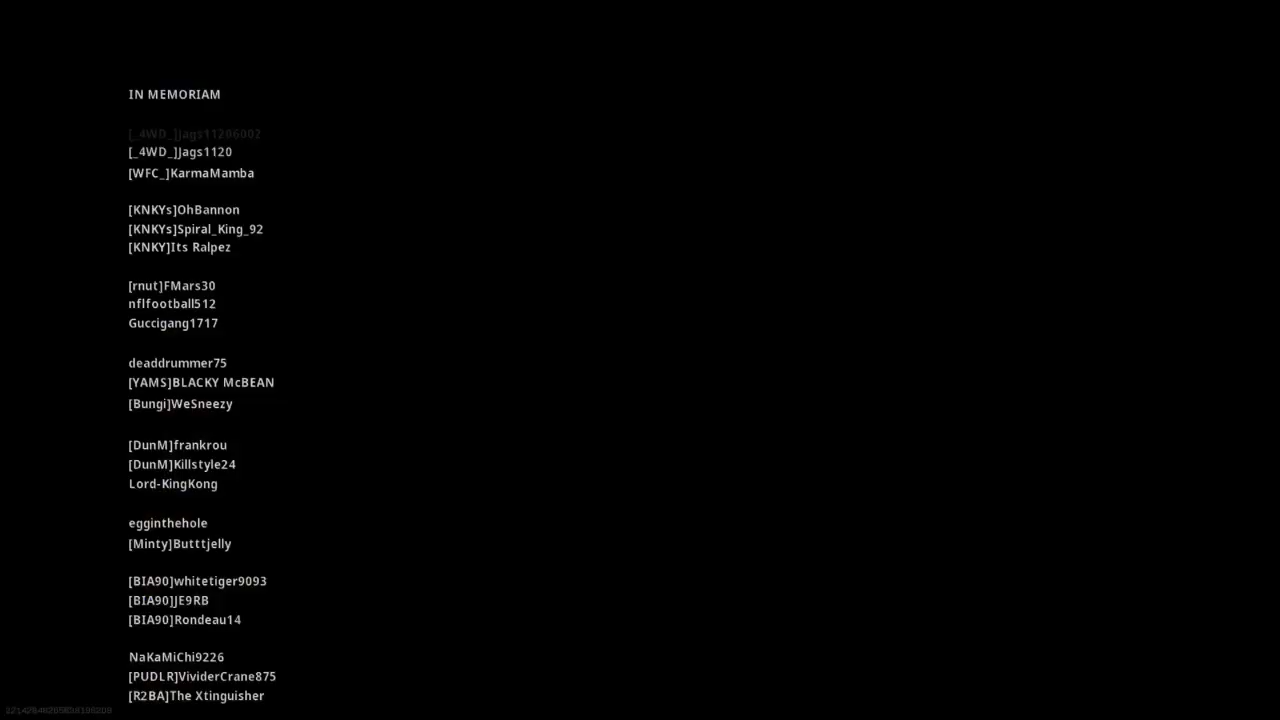 IN MEMORIAM
[_4WD_]Jags11206002
[_4WD_]Jags1120
[WFC_]KarmaMamba
[KNKYs]OhBannon
[KNKYs]Spiral_King_92
[KNKY]Its Ralpez
[rnut]FMars30
nflfootball512
Guccigang1717
deaddrummer75
[YAMS]BLACKY McBEAN
[Bungi]WeSneezy
[DunM]frankrou
[DunM]Killstyle24
Lord-KingKong
egginthehole
[Minty]Butttjelly
[BIA90]whitetiger9093
[BIA90]JE9RB
[BIA90]Rondeau14
NaKaMiChi9226
[PUDLR]VividerCrane875
[R2BA]The Xtinguisher